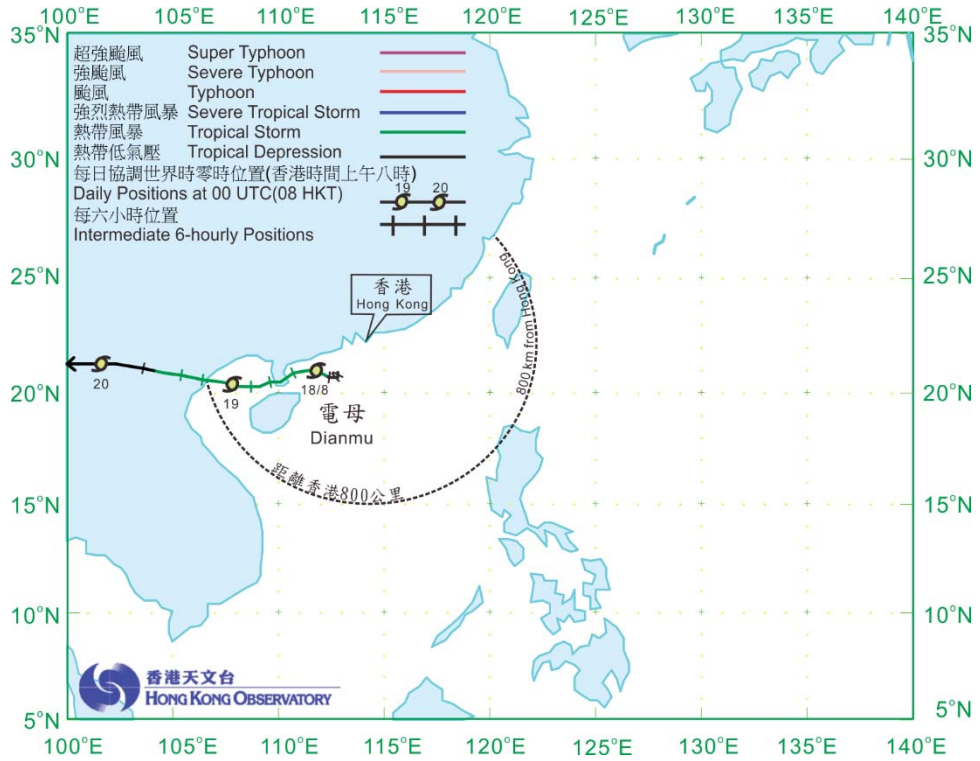 100°E 105°E 110°E 115°E 120°E 125°E 130°E 135°E 140°E
35°N 35°N
超強颱風 Super Typhoon
強颱風 Severe Typhoon
颱風 Typhoon
強烈熱帶風暴 Severe Tropical Storm
熱帶風暴 Tropical Storm
熱帶低氣壓 Tropical Depression
30°N 30°N
每日協調世界時零時位置(香港時間上午八時)
Daily Positions at 00 UTC(08 HKT)
19 20
每六小時位置
Intermediate 6-hourly Positions
25°N 25°N
香港
Hong Kong
800 km from Hong Kong
20°N 20°N
20
19
18/8
電母
Dianmu
距離香港800公里
15°N 15°N
10°N 10°N
香港天文台
HONG KONG OBSERVATORY
5°N 5°N
100°E 105°E 110°E 115°E 120°E 125°E 130°E 135°E 140°E